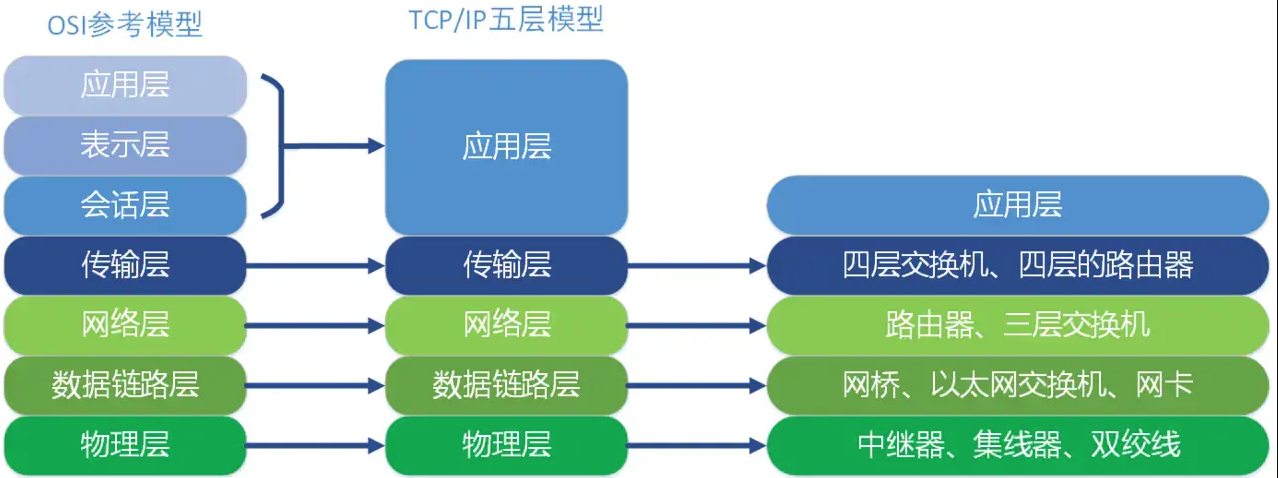 OSI参考模型
应用层
表示层
会话层
传输层
网络层
数据链路层
物理层
TCP/IP五层模型
应用层
传输层
网络层
数据链路层
物理层
应用层
四层交换机、四层的路由器
路由器、三层交换机
网桥、以太网交换机、网卡
中继器、集线器、双绞线